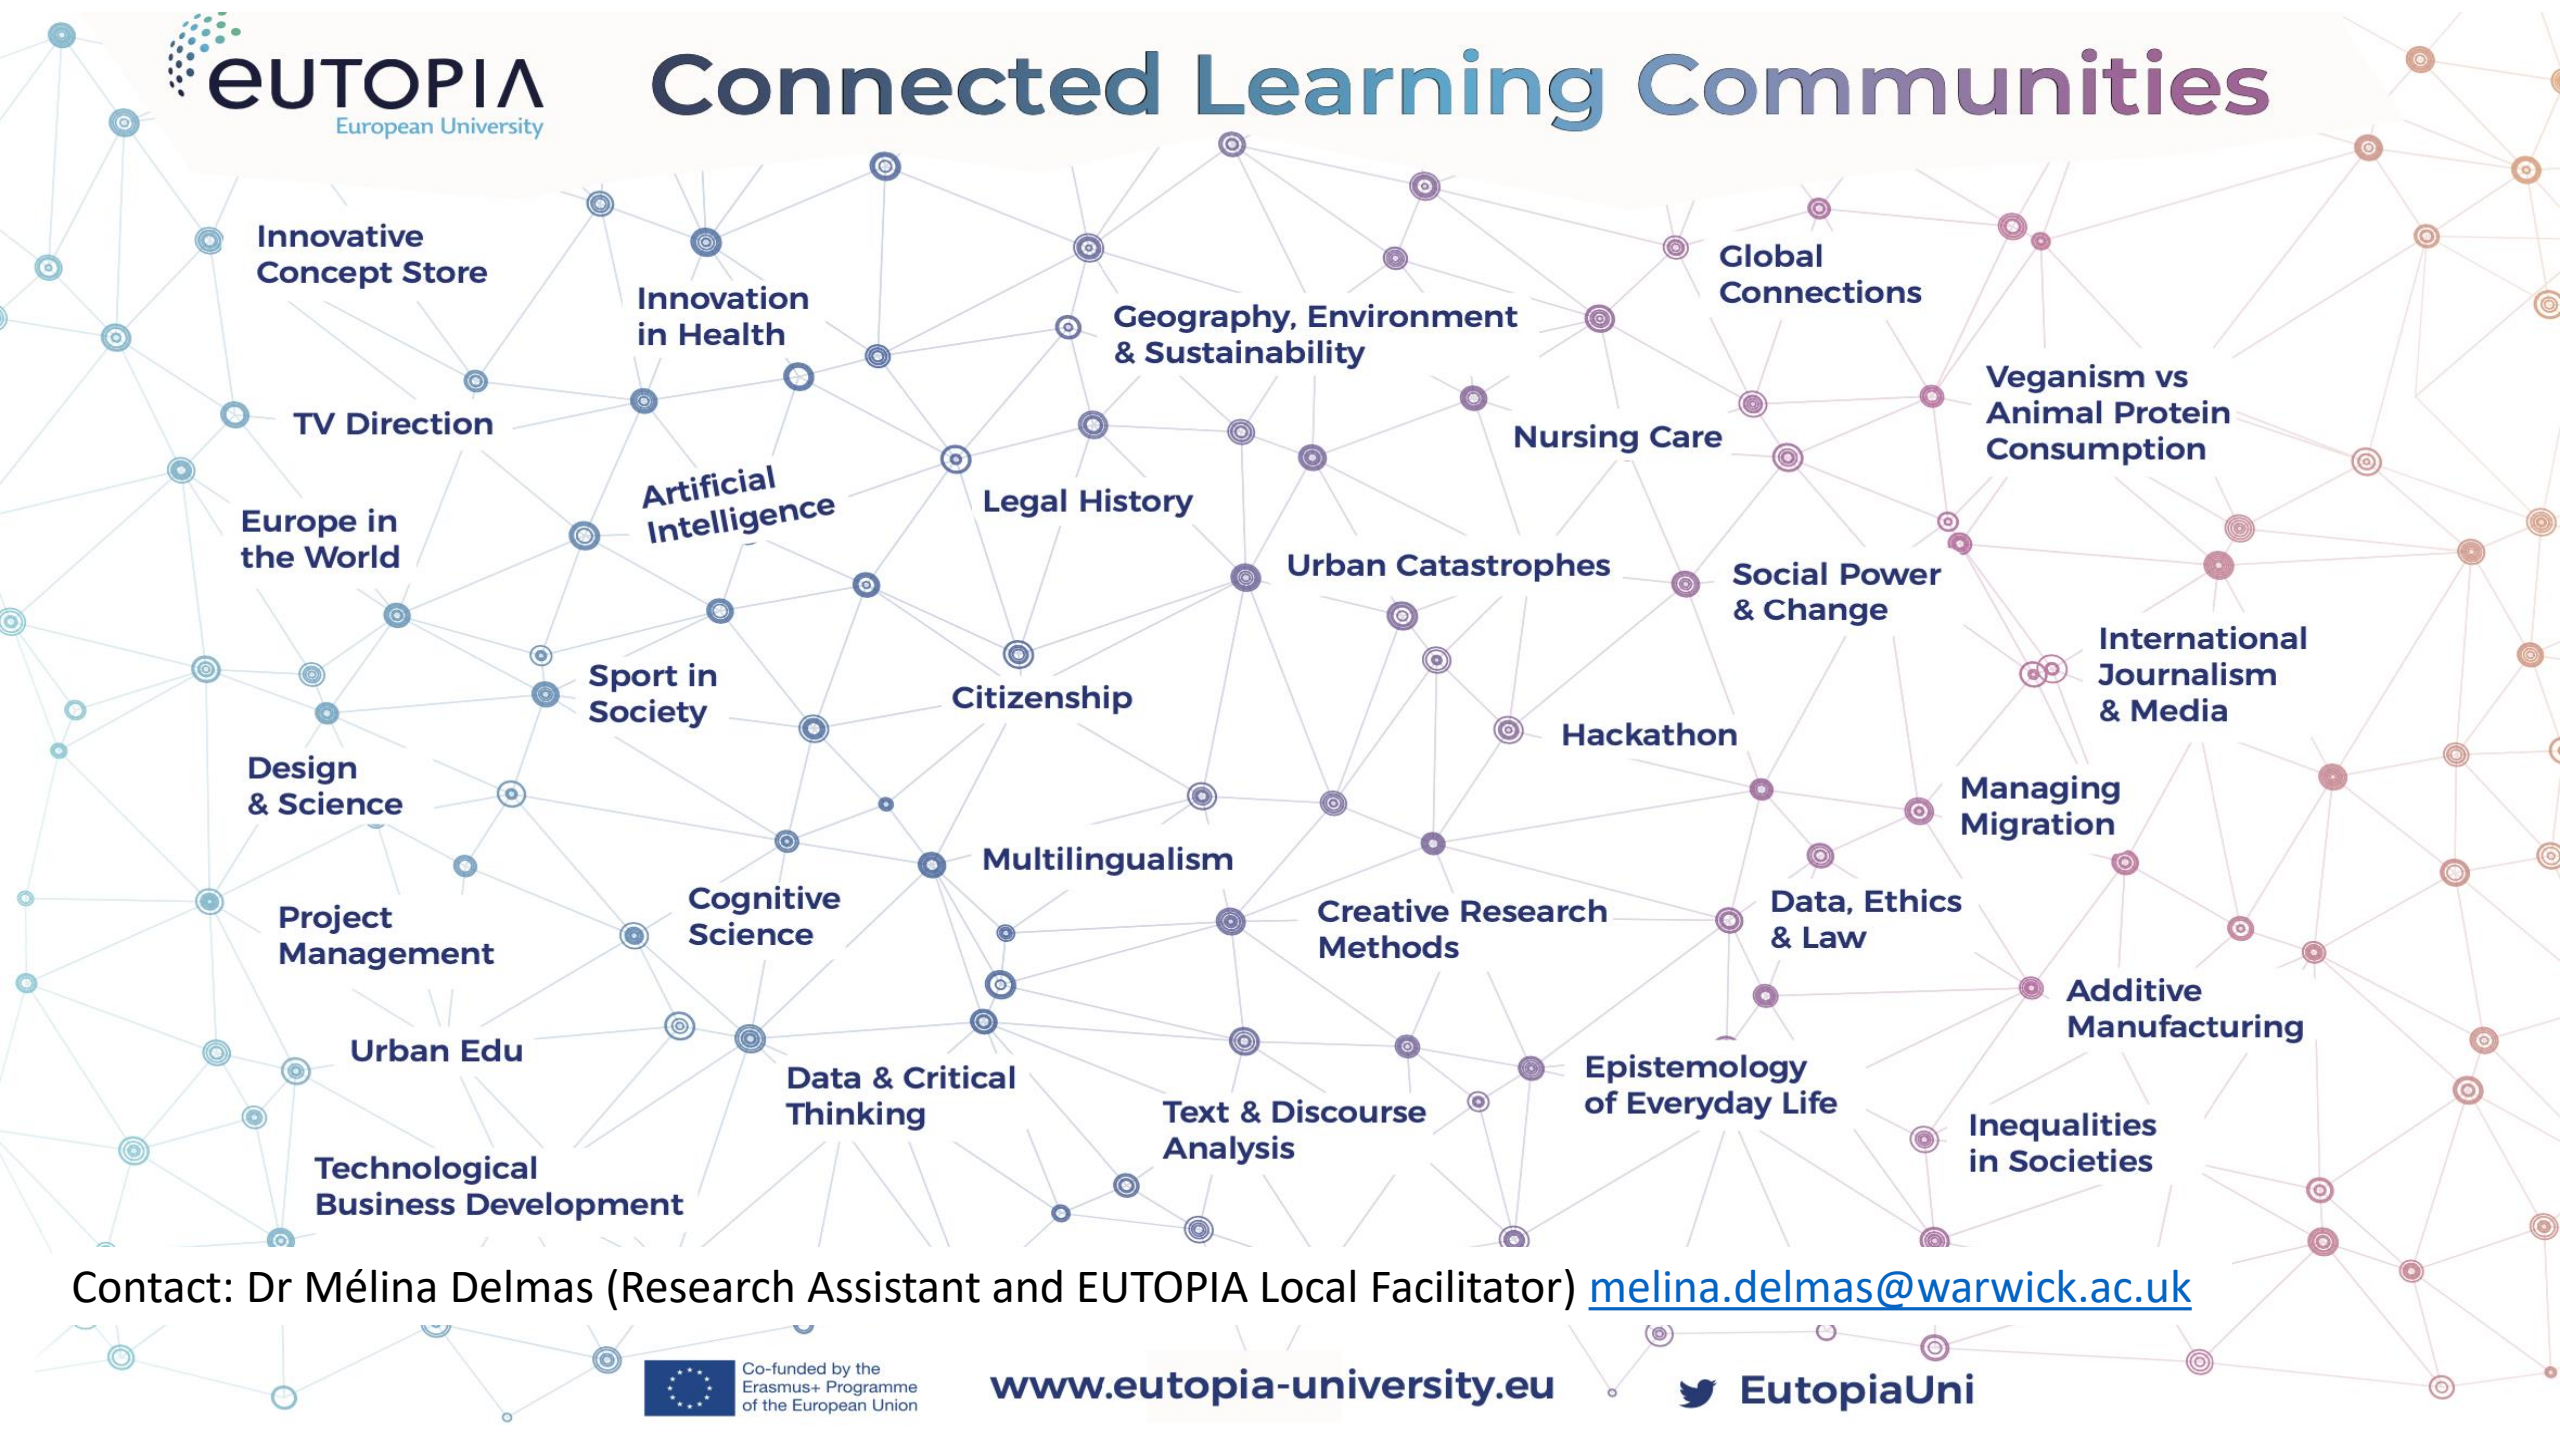 eUTOPIA
European University
Connected Learning Communities
Innovative
Concept Store
Innovation
in Health
Geography, Environment
& Sustainability
Global
Connections
TV Direction
Veganism vs
Animal Protein
Consumption
Nursing Care
Artificial
Intelligence
Legal History
Europe in
the World
Urban Catastrophes
Social Power
& Change
International
Journalism
& Media
Sport in
Society
Citizenship
Hackathon
Design
& Science
Managing
Migration
Multilingualism
Cognitive
Science
Creative Research
Methods
Data, Ethics
& Law
Project
Management
Additive
Manufacturing
Urban Edu
Data & Critical
Thinking
Text & Discourse
Analysis
Epistemology
of Everyday Life
Inequalities
in Societies
Technological
Business Development
Contact: Dr Mélina Delmas (Research Assistant and EUTOPIA Local Facilitator) melina.delmas@warwick.ac.uk
Co-funded by the
Erasmus+ Programme
of the European Union
www.eutopia-university.eu
EutopiaUni